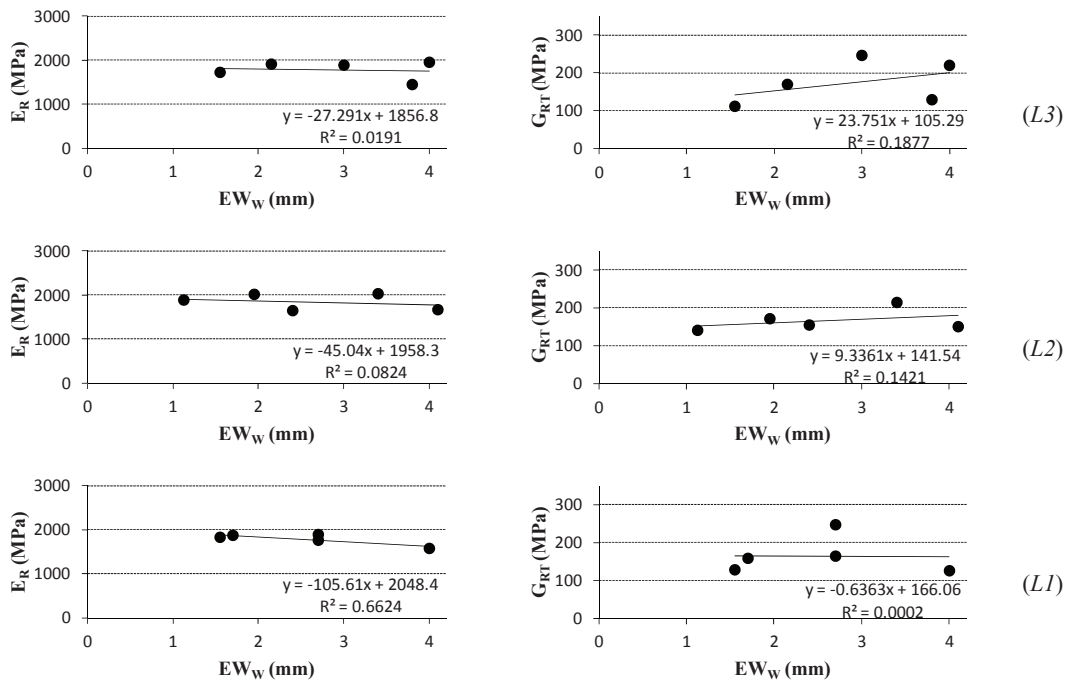 3000
2000
1000
0
E_R (MPa)
y = -27.291x + 1856.8
R² = 0.0191
0 1 2 3 4
EW_W (mm)
300
200
100
0
G_RT (MPa)
y = 23.751x + 105.29
R² = 0.1877
0 1 2 3 4
EW_W (mm)
(L3)
3000
2000
1000
0
E_R (MPa)
y = -45.04x + 1958.3
R² = 0.0824
0 1 2 3 4
EW_W (mm)
300
200
100
0
G_RT (MPa)
y = 9.3361x + 141.54
R² = 0.1421
0 1 2 3 4
EW_W (mm)
(L2)
3000
2000
1000
0
E_R (MPa)
y = -105.61x + 2048.4
R² = 0.6624
0 1 2 3 4
EW_W (mm)
300
200
100
0
G_RT (MPa)
y = -0.6363x + 166.06
R² = 0.0002
0 1 2 3 4
EW_W (mm)
(L1)